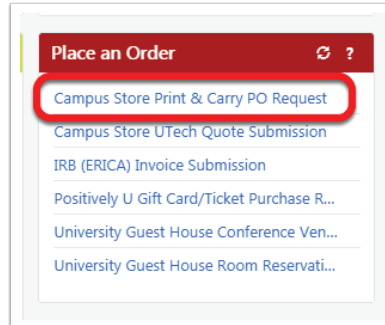 Place an Order ?
Campus Store Print & Carry PO Request
Campus Store UTech Quote Submission
IRB (ERICA) Invoice Submission
Positively U Gift Card/Ticket Purchase R...
University Guest House Conference Ven...
University Guest House Room Reservati...